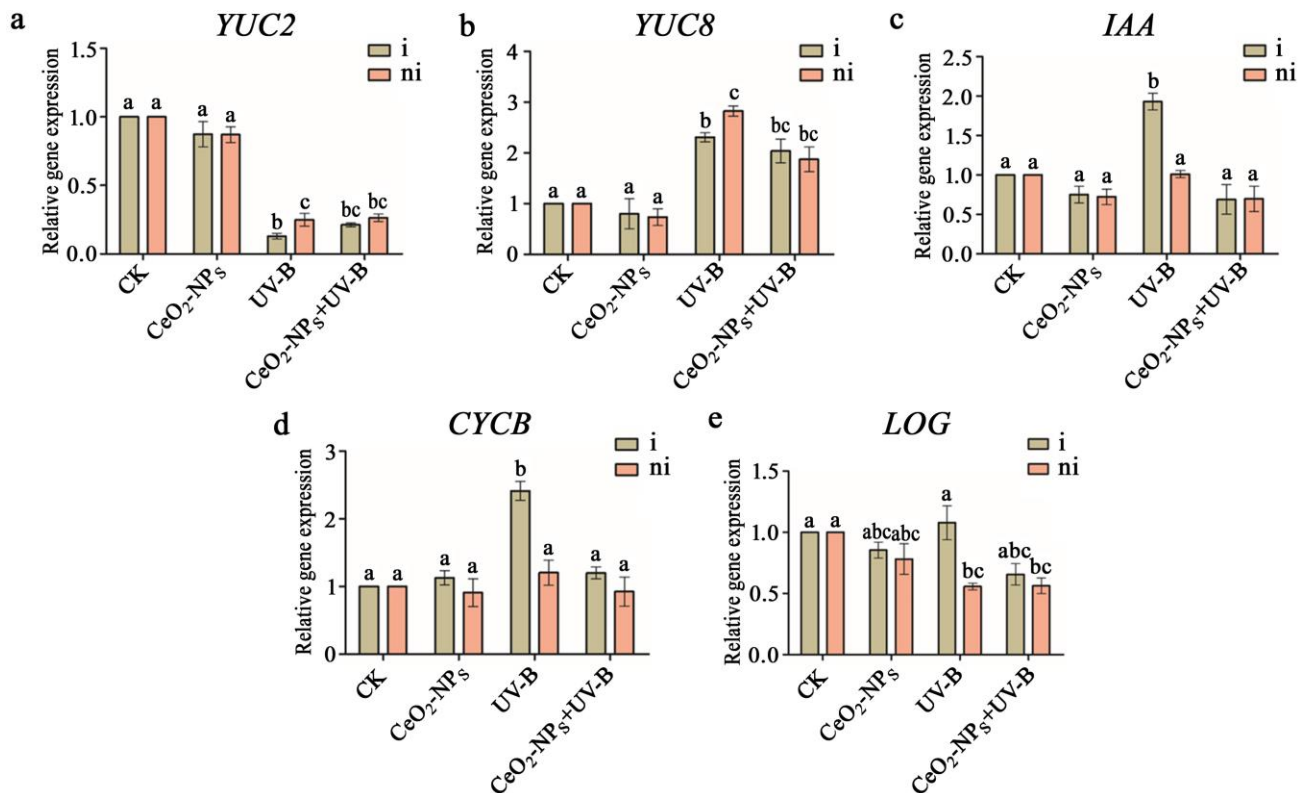 a
YUC2
Relative gene expression
1.5
1.0
0.5
0.0
i
ni
a a
a a
b c
bc bc
CK
CeO2-NPS
UV-B
CeO2-NPS+UV-B
b
YUC8
Relative gene expression
4
3
2
1
0
i
ni
a a
a a
b c
bc bc
CK
CeO2-NPS
UV-B
CeO2-NPS+UV-B
c
IAA
Relative gene expression
2.5
2.0
1.5
1.0
0.5
0.0
i
ni
a a
a a
b a
a a
CK
CeO2-NPS
UV-B
CeO2-NPS+UV-B
d
CYCB
Relative gene expression
3
2
1
0
i
ni
a a
a a
b a
a a
CK
CeO2-NPS
UV-B
CeO2-NPS+UV-B
e
LOG
Relative gene expression
1.5
1.0
0.5
0.0
i
ni
a a
abc abc
a bc
abc bc
CK
CeO2-NPS
UV-B
CeO2-NPS+UV-B